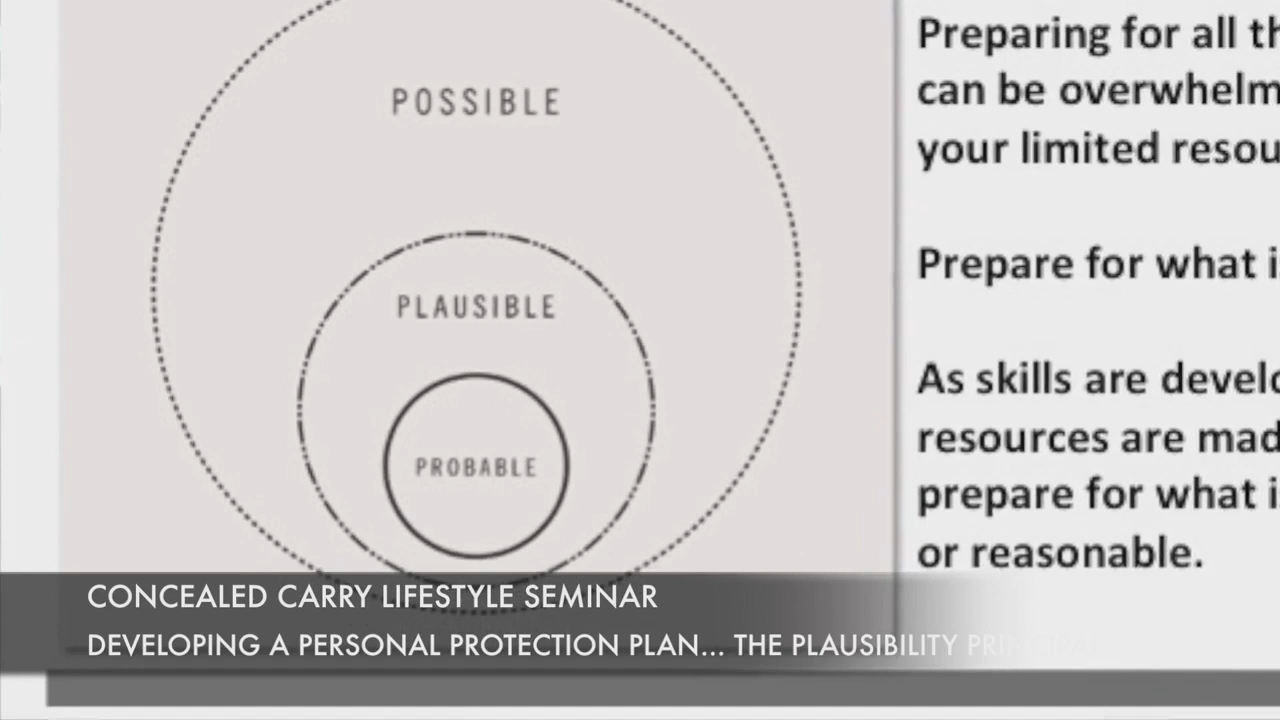 POSSIBLE
PLAUSIBLE
PROBABLE
Preparing for all th
can be overwhelm
your limited resou
Prepare for what i
As skills are develo
resources are mad
prepare for what i
or reasonable.
CONCEALED CARRY LIFESTYLE SEMINAR
DEVELOPING A PERSONAL PROTECTION PLAN... THE PLAUSIBILITY PRINCIPAL